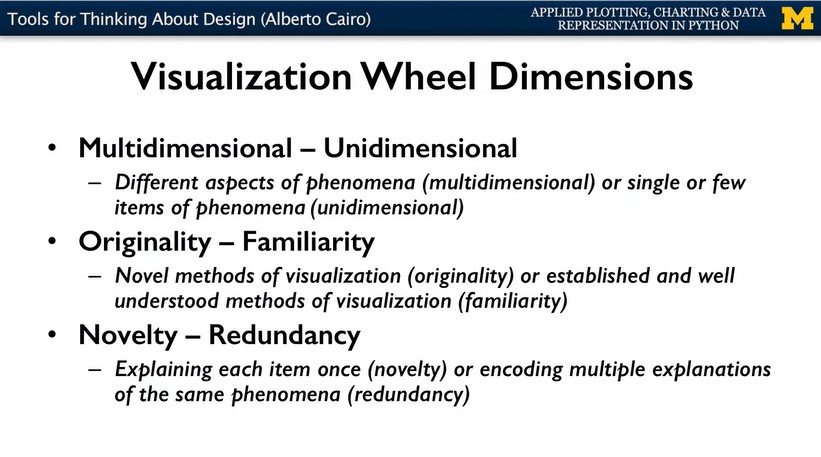 Tools for Thinking About Design (Alberto Cairo)
APPLIED PLOTTING, CHARTING & DATA
REPRESENTATION IN PYTHON
M
Visualization Wheel Dimensions
• Multidimensional – Unidimensional
– Different aspects of phenomena (multidimensional) or single or few
items of phenomena (unidimensional)
• Originality – Familiarity
– Novel methods of visualization (originality) or established and well
understood methods of visualization (familiarity)
• Novelty – Redundancy
– Explaining each item once (novelty) or encoding multiple explanations
of the same phenomena (redundancy)